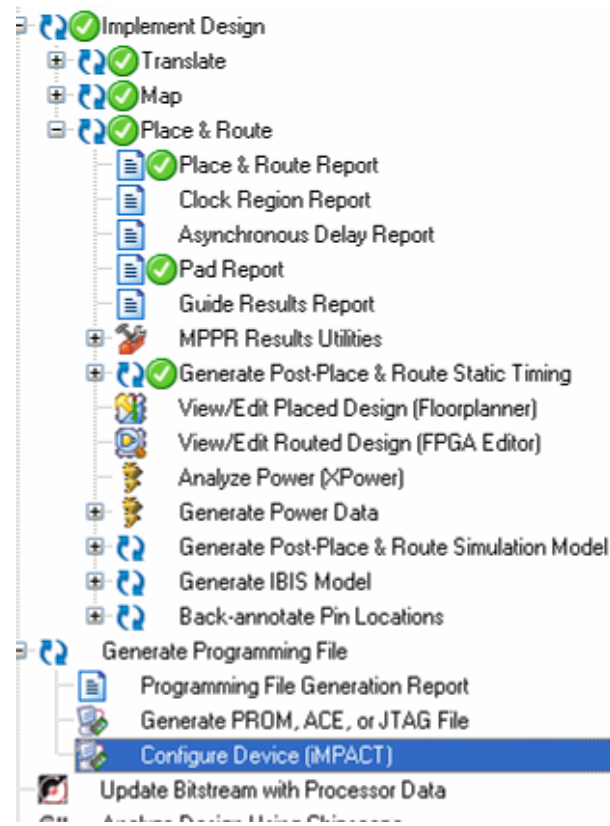 Implement Design
Translate
Map
Place & Route
Place & Route Report
Clock Region Report
Asynchronous Delay Report
Pad Report
Guide Results Report
MPPR Results Utilities
Generate Post-Place & Route Static Timing
View/Edit Placed Design (Floorplanner)
View/Edit Routed Design (FPGA Editor)
Analyze Power (XPower)
Generate Power Data
Generate Post-Place & Route Simulation Model
Generate IBIS Model
Back-annotate Pin Locations
Generate Programming File
Programming File Generation Report
Generate PROM, ACE, or JTAG File
Configure Device (iMPACT)
Update Bitstream with Processor Data
Analyze Design Using Chipscope